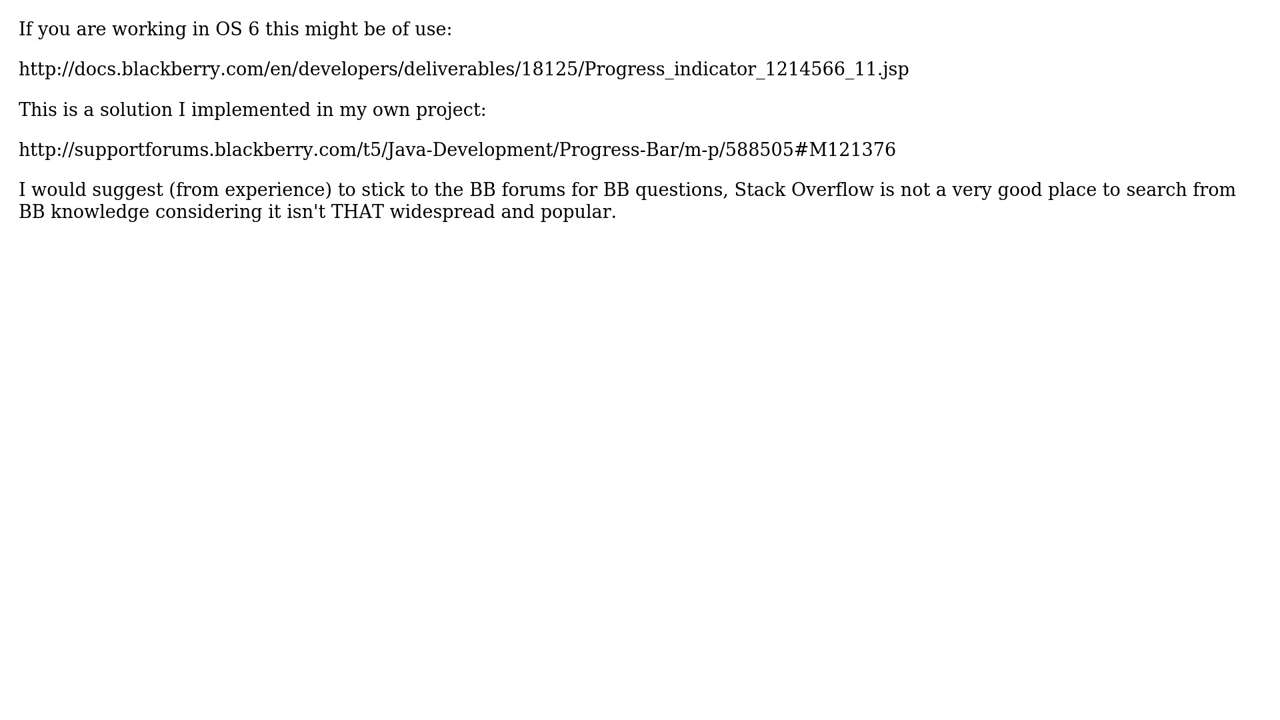 If you are working in OS 6 this might be of use:
http://docs.blackberry.com/en/developers/deliverables/18125/Progress_indicator_1214566_11.jsp
This is a solution I implemented in my own project:
http://supportforums.blackberry.com/t5/Java-Development/Progress-Bar/m-p/588505#M121376
I would suggest (from experience) to stick to the BB forums for BB questions, Stack Overflow is not a very good place to search from
BB knowledge considering it isn't THAT widespread and popular.